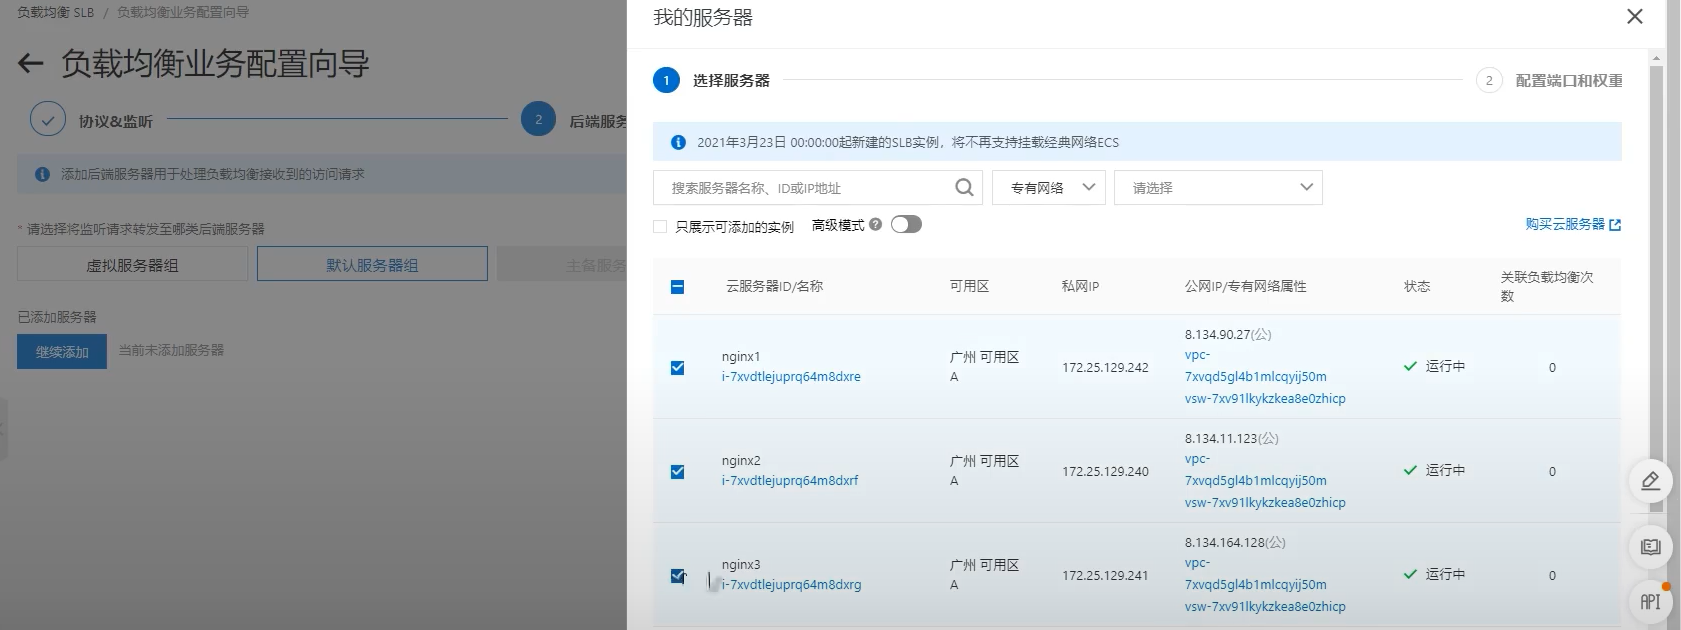 负载均衡 SLB / 负载均衡业务配置向导
负载均衡业务配置向导
协议&监听
2
后端服务
添加后端服务器用于处理负载均衡接收到的访问请求
* 请选择将监听请求转发至哪类后端服务器
虚拟服务器组
默认服务器组
主备服务
已添加服务器
继续添加
当前未添加服务器
我的服务器
1 选择服务器
2 配置端口和权重
2021年3月23日 00:00:00起新建的SLB实例，将不再支持挂载经典网络ECS
搜索服务器名称、ID或IP地址
专有网络
请选择
只展示可添加的实例
高级模式
购买云服务器
云服务器ID/名称
可用区
私网IP
公网IP/专有网络属性
状态
关联负载均衡次
数
nginx1
i-7xvdtlejuprq64m8dxre
广州 可用区
A
172.25.129.242
8.134.90.27(公)
vpc-
7xvqd5gl4b1mlcqyij50m
vsw-7xv91lkykzkea8e0zhicp
运行中
0
nginx2
i-7xvdtlejuprq64m8dxrf
广州 可用区
A
172.25.129.240
8.134.11.123(公)
vpc-
7xvqd5gl4b1mlcqyij50m
vsw-7xv91lkykzkea8e0zhicp
运行中
0
nginx3
i-7xvdtlejuprq64m8dxrg
广州 可用区
A
172.25.129.241
8.134.164.128(公)
vpc-
7xvqd5gl4b1mlcqyij50m
vsw-7xv91lkykzkea8e0zhicp
运行中
0
API